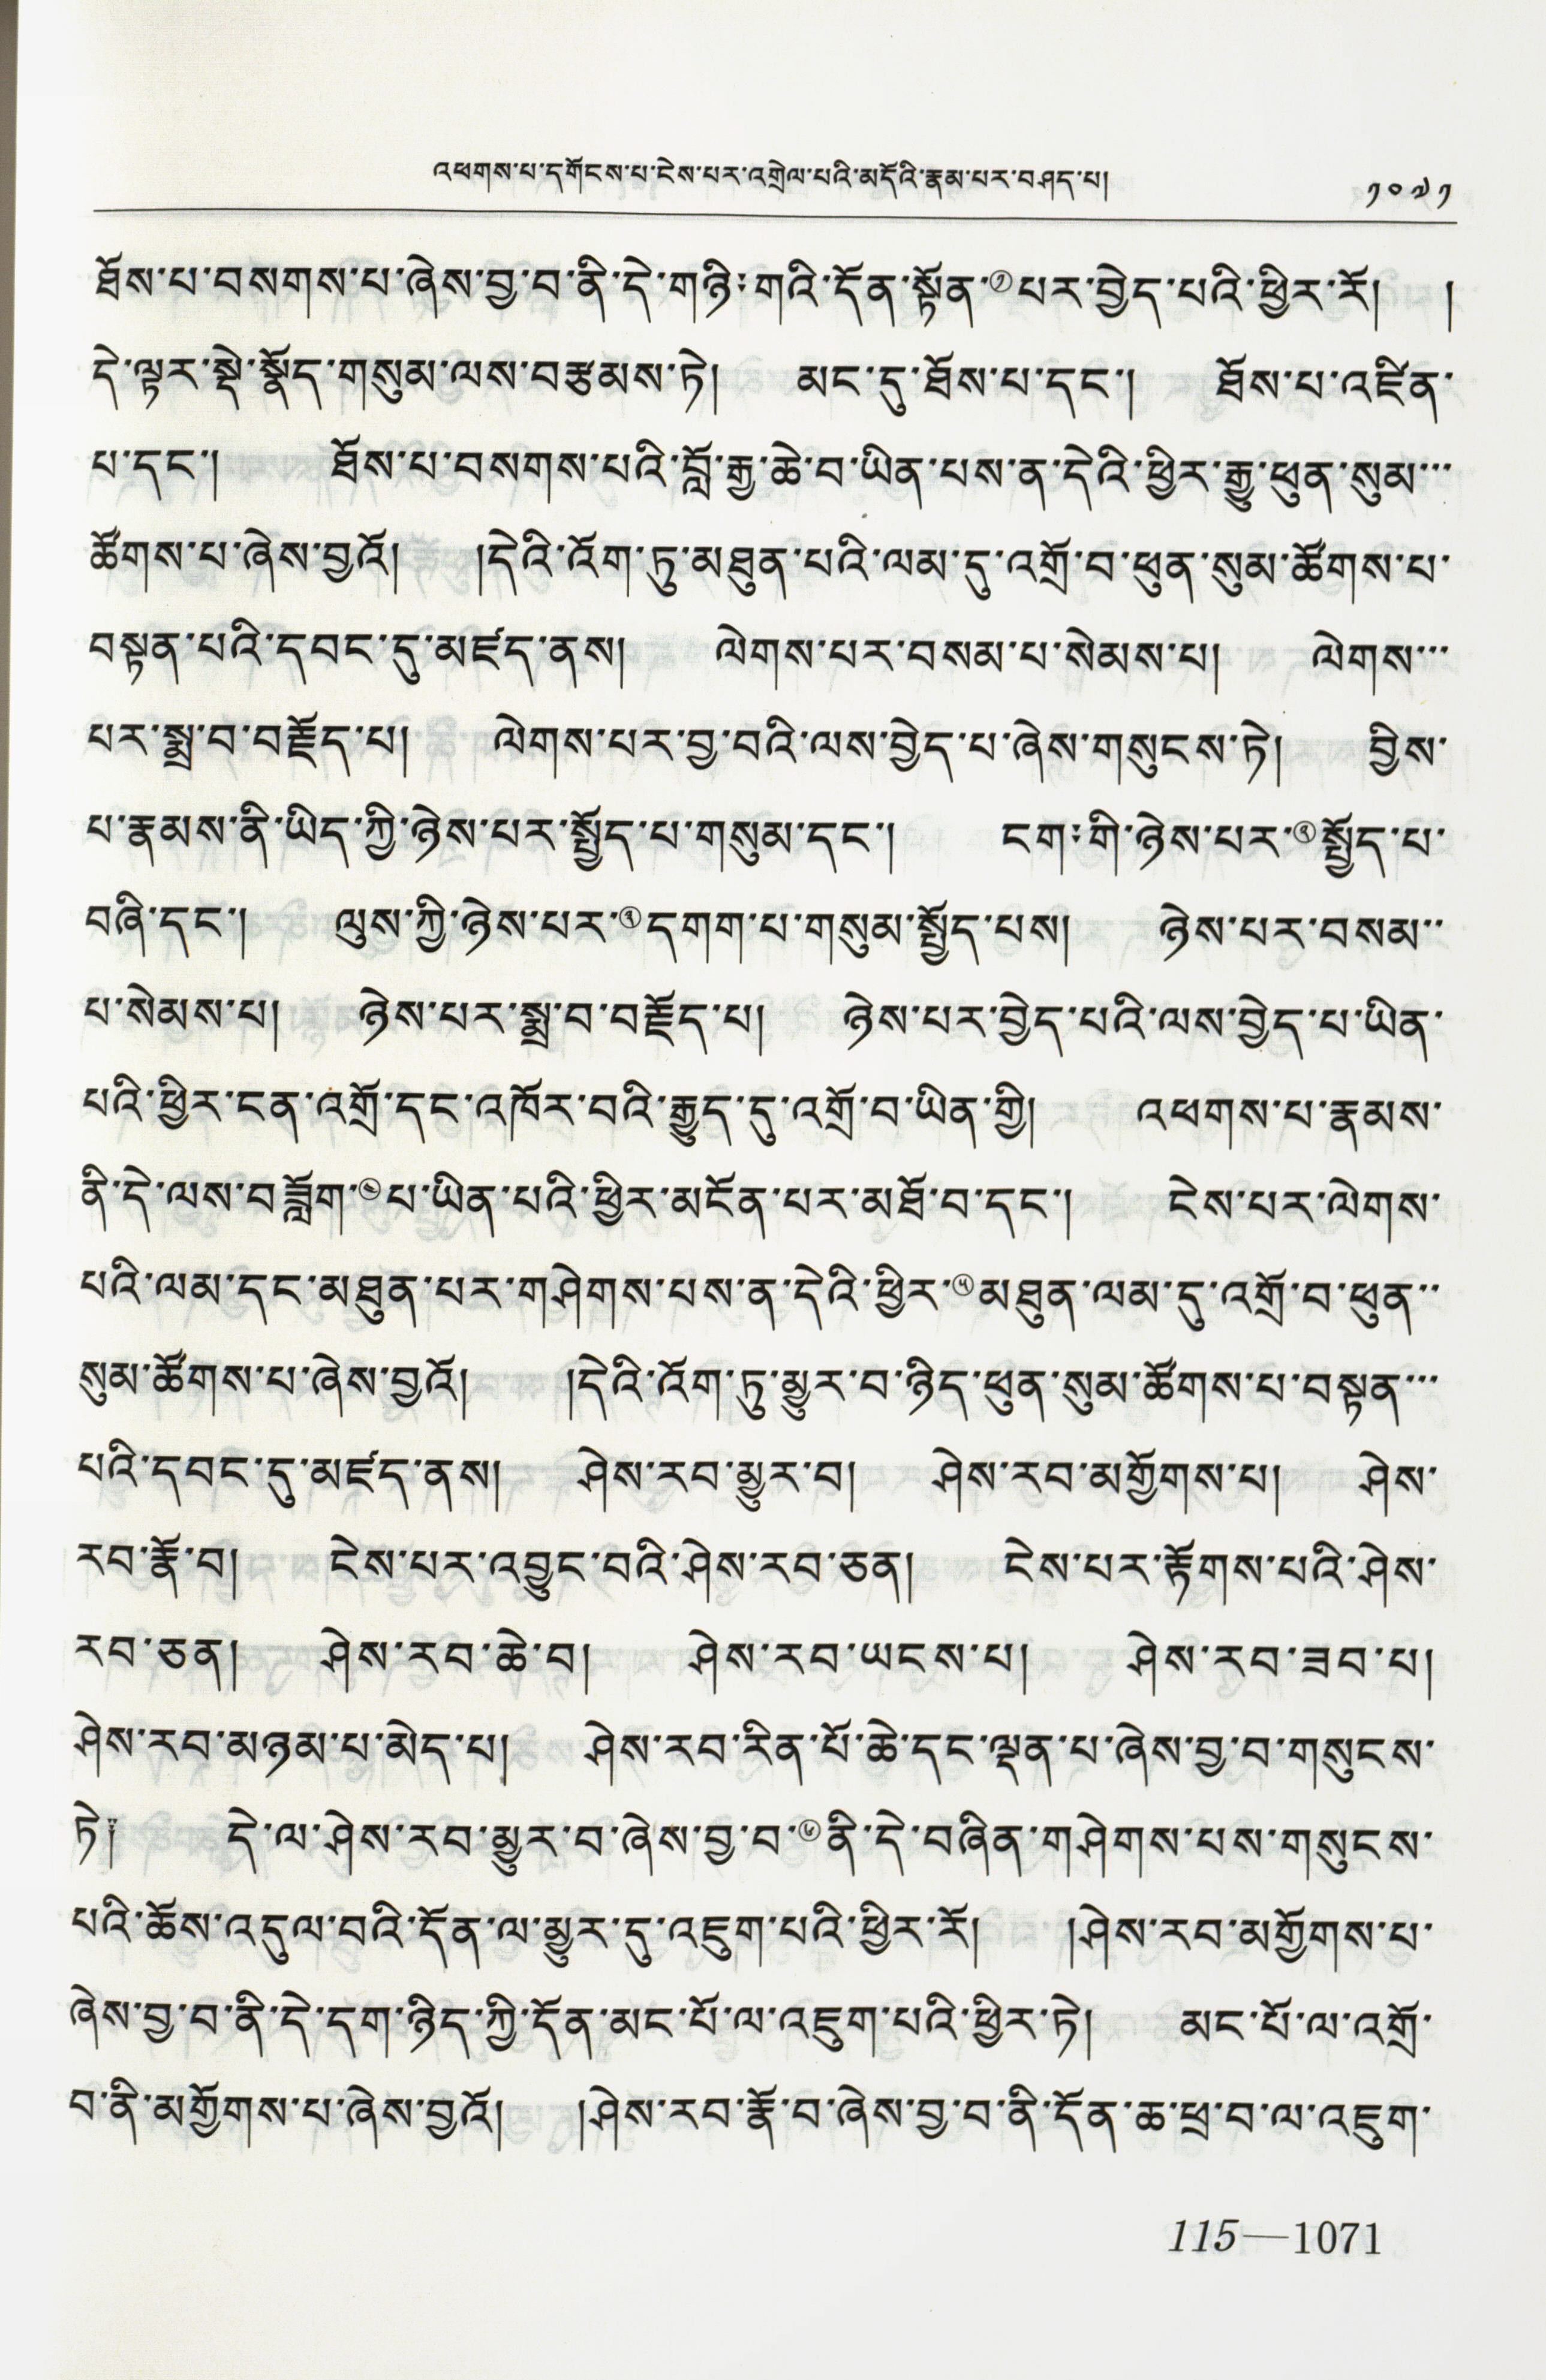 འཕགས་པ་དགོངས་པ་ངེས་པར་འགྲེལ་པའི་མདོའི་རྣམ་པར་བཤད་པ། ༡༠༧༡
ཐོས་པ་བསགས་པ་ཞེས་བྱ་བ་ནི་དེ་གཉི་གའི་དོན་སྟོན་①པར་བྱེད་པའི་ཕྱིར་རོ། །
དེ་ལྟར་སྡེ་སྣོད་གསུམ་ལས་བརྩམས་ཏེ། མང་དུ་ཐོས་པ་དང་། ཐོས་པ་འཛིན་
པ་དང་། ཐོས་པ་བསགས་པའི་བློ་རྒྱ་ཆེ་བ་ཡིན་པས་ན་དེའི་ཕྱིར་རྒྱུ་ཕུན་སུམ་་་
ཚོགས་པ་ཞེས་བྱའོ། །དེའི་འོག་ཏུ་མཐུན་པའི་ལམ་དུ་འགྲོ་བ་ཕུན་སུམ་ཚོགས་པ་
བསྟན་པའི་དབང་དུ་མཛད་ནས། ལེགས་པར་བསམ་པ་སེམས་པ། ལེགས་་་
པར་སྨྲ་བ་བརྗོད་པ། ལེགས་པར་བྱ་བའི་ལས་བྱེད་པ་ཞེས་གསུངས་ཏེ། བྱིས་
པ་རྣམས་ནི་ཡིད་ཀྱི་ཉེས་པར་སྤྱོད་པ་གསུམ་དང་། ངག་གི་ཉེས་པར་②སྤྱོད་པ་
བཞི་དང་། ལུས་ཀྱི་ཉེས་པར་③དགག་པ་གསུམ་སྤྱོད་པས། ཉེས་པར་བསམ་་
པ་སེམས་པ། ཉེས་པར་སྨྲ་བ་བརྗོད་པ། ཉེས་པར་བྱེད་པའི་ལས་བྱེད་པ་ཡིན་
པའི་ཕྱིར་ངན་འགྲོ་དང་འཁོར་བའི་རྒྱུད་དུ་འགྲོ་བ་ཡིན་གྱི། འཕགས་པ་རྣམས་
ནི་དེ་ལས་བཟློག་④པ་ཡིན་པའི་ཕྱིར་མངོན་པར་མཐོ་བ་དང་། ངེས་པར་ལེགས་
པའི་ལམ་དང་མཐུན་པར་གཤེགས་པས་ན་དེའི་ཕྱིར་⑤མཐུན་ལམ་དུ་འགྲོ་བ་ཕུན་་
སུམ་ཚོགས་པ་ཞེས་བྱའོ། །དེའི་འོག་ཏུ་མྱུར་བ་ཉིད་ཕུན་སུམ་ཚོགས་པ་བསྟན་་་
པའི་དབང་དུ་མཛད་ནས། ཤེས་རབ་མྱུར་བ། ཤེས་རབ་མགྱོགས་པ། ཤེས་
རབ་རྣོ་བ། ངེས་པར་འབྱུང་བའི་ཤེས་རབ་ཅན། ངེས་པར་རྟོགས་པའི་ཤེས་
རབ་ཅན། ཤེས་རབ་ཆེ་བ། ཤེས་རབ་ཡངས་པ། ཤེས་རབ་ཟབ་པ།
ཤེས་རབ་མཉམ་པ་མེད་པ། ཤེས་རབ་རིན་པོ་ཆེ་དང་ལྡན་པ་ཞེས་བྱ་བ་གསུངས་
ཏེ༑ དེ་ལ་ཤེས་རབ་མྱུར་བ་ཞེས་བྱ་བ་⑥ནི་དེ་བཞིན་གཤེགས་པས་གསུངས་
པའི་ཆོས་འདུལ་བའི་དོན་ལ་མྱུར་དུ་འཇུག་པའི་ཕྱིར་རོ། །ཤེས་རབ་མགྱོགས་པ་
ཞེས་བྱ་བ་ནི་དེ་དག་ཉིད་ཀྱི་དོན་མང་པོ་ལ་འཇུག་པའི་ཕྱིར་ཏེ། མང་པོ་ལ་འགྲོ་
བ་ནི་མགྱོགས་པ་ཞེས་བྱའོ། །ཤེས་རབ་རྣོ་བ་ཞེས་བྱ་བ་ནི་དོན་ཆ་ཕྲ་བ་ལ་འཇུག་
115—1071